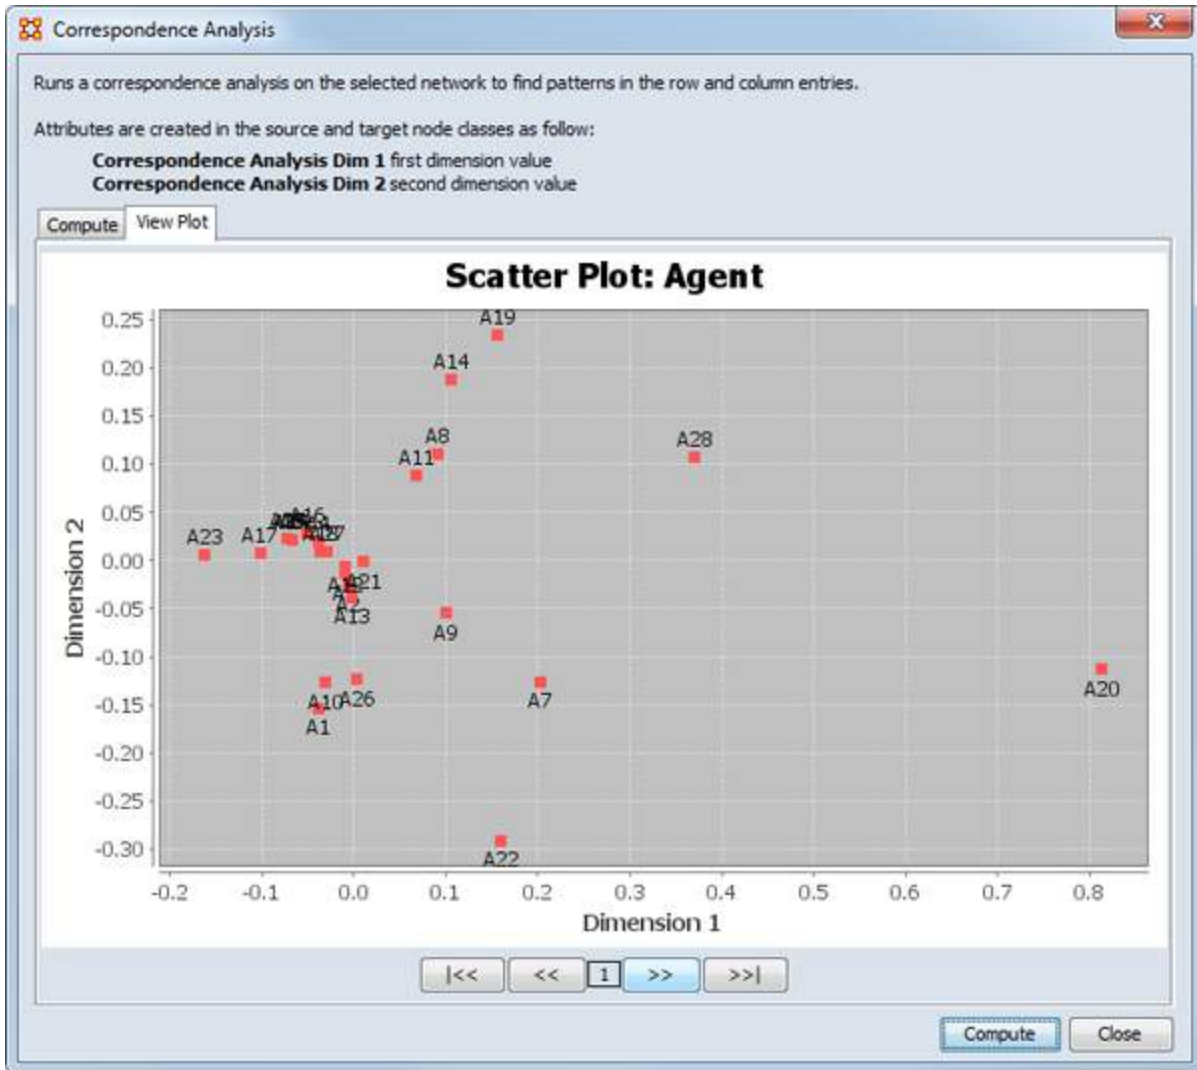 Correspondence Analysis
Runs a correspondence analysis on the selected network to find patterns in the row and column entries.
Attributes are created in the source and target node classes as follow:
Correspondence Analysis Dim 1 first dimension value
Correspondence Analysis Dim 2 second dimension value
Compute View Plot
Scatter Plot: Agent
0.25
0.20
0.15
0.10
0.05
0.00
-0.05
-0.10
-0.15
-0.20
-0.25
-0.30
Dimension 2
A19
A14
A8
A28
A11
A16
A23
A17
A21
A13
A9
A20
A10
A26
A7
A1
A22
-0.2 -0.1 0.0 0.1 0.2 0.3 0.4 0.5 0.6 0.7 0.8
Dimension 1
|<< << 1 >> >>|
Compute Close